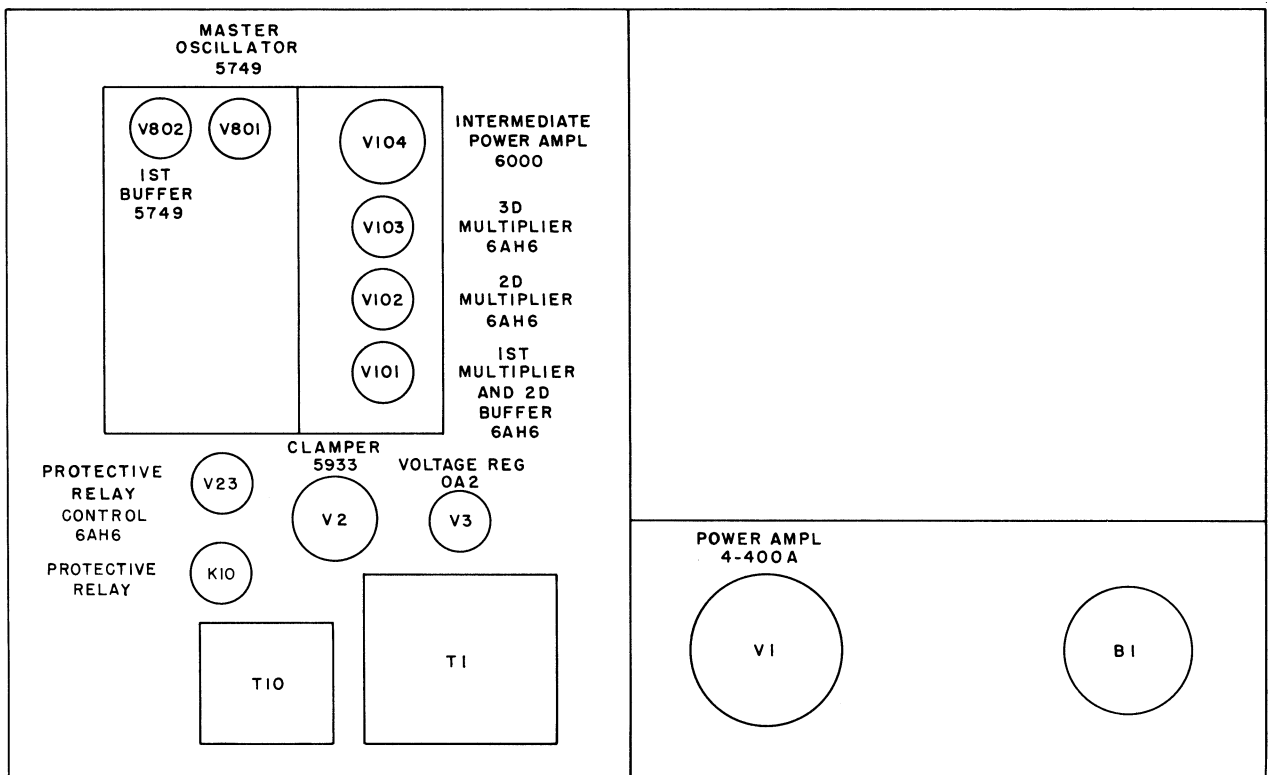 MASTER
OSCILLATOR
5749
V802
V801
1ST
BUFFER
5749
V104
INTERMEDIATE
POWER AMPL
6000
V103
3D
MULTIPLIER
6AH6
V102
2D
MULTIPLIER
6AH6
V101
1ST
MULTIPLIER
AND 2D
BUFFER
6AH6
PROTECTIVE
RELAY
CONTROL
6AH6
V23
CLAMPER
5933
V2
VOLTAGE REG
OA2
V3
PROTECTIVE
RELAY
K10
T10
T1
POWER AMPL
4-400A
V1
B1